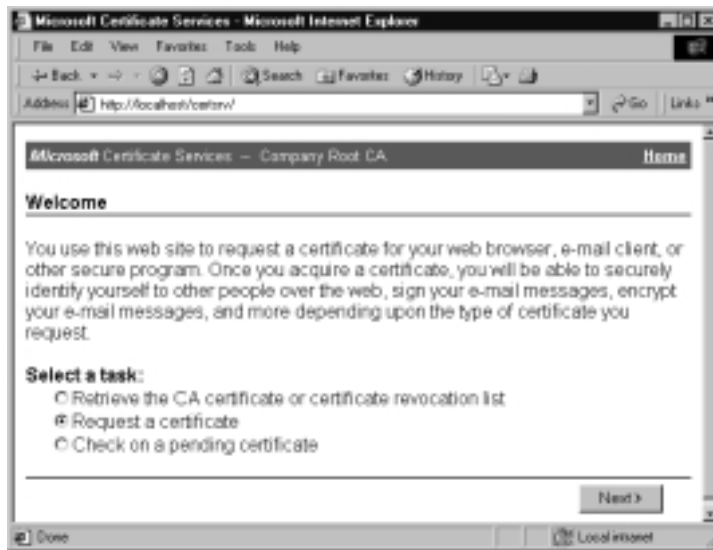 Microsoft Certificate Services - Microsoft Internet Explorer
File Edit View Favorites Tools Help
Back Search Favorites History
Address http://localhost/certsrv/ Go Links »
Microsoft Certificate Services -- Company Root CA Home
Welcome
You use this web site to request a certificate for your web browser, e-mail client, or
other secure program. Once you acquire a certificate, you will be able to securely
identify yourself to other people over the web, sign your e-mail messages, encrypt
your e-mail messages, and more depending upon the type of certificate you
request.
Select a task:
Retrieve the CA certificate or certificate revocation list
Request a certificate
Check on a pending certificate
Next >
Done Local intranet